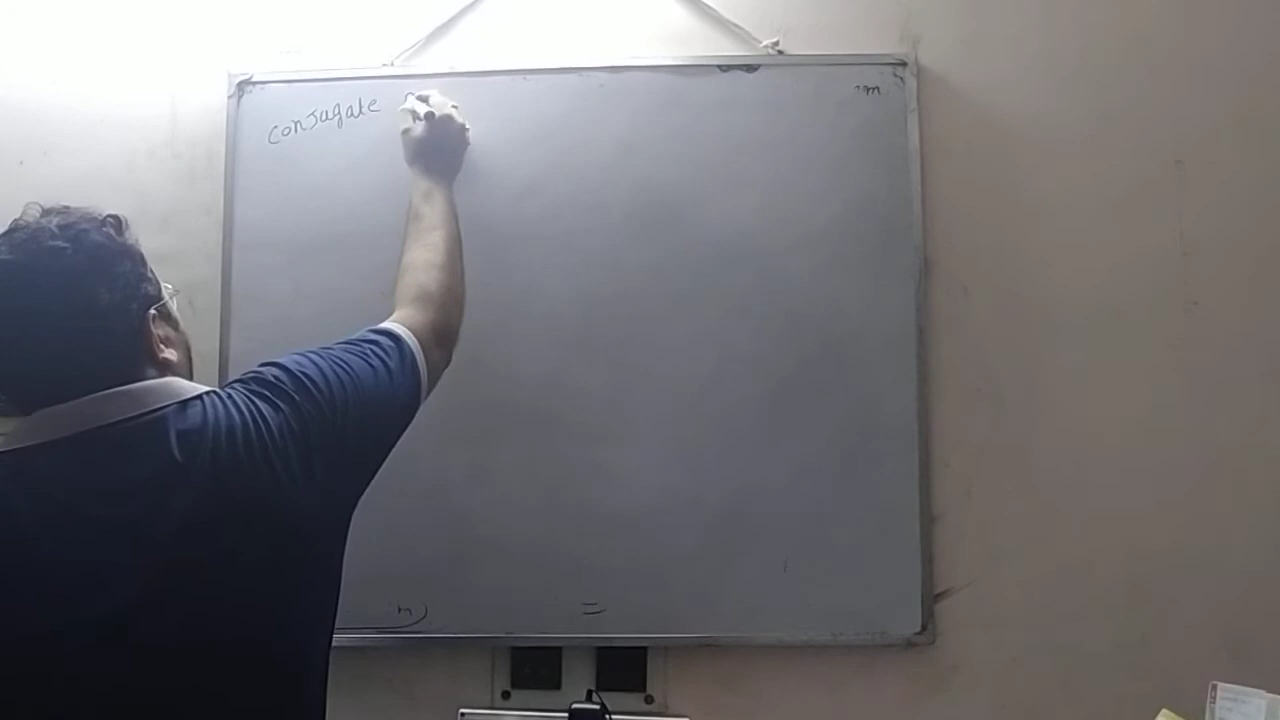 conjugate
m)
=